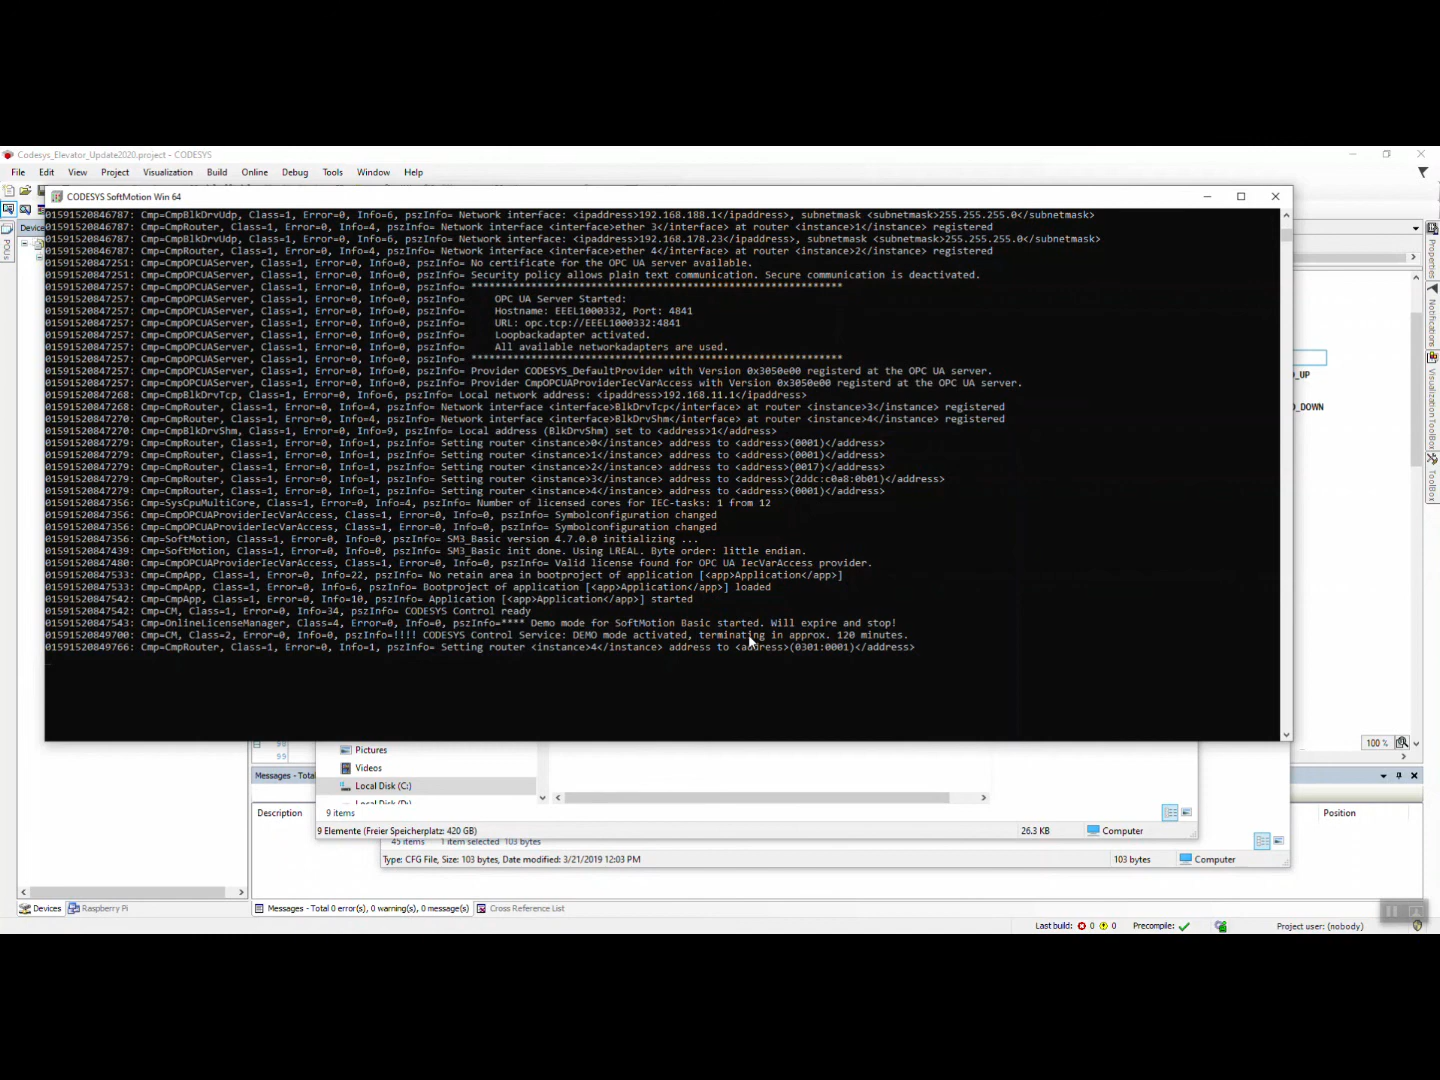 Codesys_Elevator_Update2020.project - CODESYS
File Edit View Project Visualization Build Online Debug Tools Window Help
CODESYS SoftMotion Win 64
01591520846787: Cmp=CmpBlkDrvUdp, Class=1, Error=0, Info=6, pszInfo= Network interface: <ipaddress>192.168.188.1</ipaddress>, subnetmask <subnetmask>255.255.255.0</subnetmask>
01591520846787: Cmp=CmpRouter, Class=1, Error=0, Info=4, pszInfo= Network interface <interface>ether 3</interface> at router <instance>1</instance> registered
01591520846787: Cmp=CmpBlkDrvUdp, Class=1, Error=0, Info=6, pszInfo= Network interface: <ipaddress>192.168.178.23</ipaddress>, subnetmask <subnetmask>255.255.255.0</subnetmask>
01591520846787: Cmp=CmpRouter, Class=1, Error=0, Info=4, pszInfo= Network interface <interface>ether 4</interface> at router <instance>2</instance> registered
01591520847251: Cmp=CmpOPCUAServer, Class=1, Error=0, Info=0, pszInfo= No certificate for the OPC UA server available.
01591520847251: Cmp=CmpOPCUAServer, Class=1, Error=0, Info=0, pszInfo= Security policy allows plain text communication. Secure communication is deactivated.
01591520847257: Cmp=CmpOPCUAServer, Class=1, Error=0, Info=0, pszInfo= **************************************************************
01591520847257: Cmp=CmpOPCUAServer, Class=1, Error=0, Info=0, pszInfo= OPC UA Server Started:
01591520847257: Cmp=CmpOPCUAServer, Class=1, Error=0, Info=0, pszInfo= Hostname: EEEL1000332, Port: 4841
01591520847257: Cmp=CmpOPCUAServer, Class=1, Error=0, Info=0, pszInfo= URL: opc.tcp://EEEL1000332:4841
01591520847257: Cmp=CmpOPCUAServer, Class=1, Error=0, Info=0, pszInfo= Loopbackadapter activated.
01591520847257: Cmp=CmpOPCUAServer, Class=1, Error=0, Info=0, pszInfo= All available networkadapters are used.
01591520847257: Cmp=CmpOPCUAServer, Class=1, Error=0, Info=0, pszInfo= **************************************************************
01591520847257: Cmp=CmpOPCUAServer, Class=1, Error=0, Info=0, pszInfo= Provider CODESYS_DefaultProvider with Version 0x3050e00 registerd at the OPC UA server.
01591520847257: Cmp=CmpOPCUAServer, Class=1, Error=0, Info=0, pszInfo= Provider CmpOPCUAProviderIecVarAccess with Version 0x3050e00 registerd at the OPC UA server.
01591520847268: Cmp=CmpBlkDrvTcp, Class=1, Error=0, Info=6, pszInfo= Local network address: <ipaddress>192.168.11.1</ipaddress>
01591520847268: Cmp=CmpRouter, Class=1, Error=0, Info=4, pszInfo= Network interface <interface>BlkDrvTcp</interface> at router <instance>3</instance> registered
01591520847270: Cmp=CmpRouter, Class=1, Error=0, Info=4, pszInfo= Network interface <interface>BlkDrvShm</interface> at router <instance>4</instance> registered
01591520847270: Cmp=CmpBlkDrvShm, Class=1, Error=0, Info=9, pszInfo= Local address (BlkDrvShm) set to <address>1</address>
01591520847279: Cmp=CmpRouter, Class=1, Error=0, Info=1, pszInfo= Setting router <instance>0</instance> address to <address>(0001)</address>
01591520847279: Cmp=CmpRouter, Class=1, Error=0, Info=1, pszInfo= Setting router <instance>1</instance> address to <address>(0001)</address>
01591520847279: Cmp=CmpRouter, Class=1, Error=0, Info=1, pszInfo= Setting router <instance>2</instance> address to <address>(0017)</address>
01591520847279: Cmp=CmpRouter, Class=1, Error=0, Info=1, pszInfo= Setting router <instance>3</instance> address to <address>(2ddc:c0a8:0b01)</address>
01591520847279: Cmp=CmpRouter, Class=1, Error=0, Info=1, pszInfo= Setting router <instance>4</instance> address to <address>(0001)</address>
01591520847356: Cmp=SysCpuMultiCore, Class=1, Error=0, Info=4, pszInfo= Number of licensed cores for IEC-tasks: 1 from 12
01591520847356: Cmp=CmpOPCUAProviderIecVarAccess, Class=1, Error=0, Info=0, pszInfo= Symbolconfiguration changed
01591520847356: Cmp=CmpOPCUAProviderIecVarAccess, Class=1, Error=0, Info=0, pszInfo= Symbolconfiguration changed
01591520847356: Cmp=SoftMotion, Class=1, Error=0, Info=0, pszInfo= SM3_Basic version 4.7.0.0 initializing ...
01591520847439: Cmp=SoftMotion, Class=1, Error=0, Info=0, pszInfo= SM3_Basic init done. Using LREAL. Byte order: little endian.
01591520847480: Cmp=CmpOPCUAProviderIecVarAccess, Class=1, Error=0, Info=0, pszInfo= Valid license found for OPC UA IecVarAccess provider.
01591520847533: Cmp=CmpApp, Class=1, Error=0, Info=22, pszInfo= No retain area in bootproject of application [<app>Application</app>]
01591520847533: Cmp=CmpApp, Class=1, Error=0, Info=6, pszInfo= Bootproject of application [<app>Application</app>] loaded
01591520847542: Cmp=CmpApp, Class=1, Error=0, Info=10, pszInfo= Application [<app>Application</app>] started
01591520847542: Cmp=CM, Class=1, Error=0, Info=34, pszInfo= CODESYS Control ready
01591520847543: Cmp=OnlineLicenseManager, Class=4, Error=0, Info=0, pszInfo=**** Demo mode for SoftMotion Basic started. Will expire and stop!
01591520849700: Cmp=CM, Class=2, Error=0, Info=0, pszInfo=!!!! CODESYS Control Service: DEMO mode activated, terminating in approx. 120 minutes.
01591520849766: Cmp=CmpRouter, Class=1, Error=0, Info=1, pszInfo= Setting router <instance>4</instance> address to <address>(0301:0001)</address>
Device
POUs
D_UP
D_DOWN
Properties
Notifications
Visualization ToolBox
ToolBox
98
99
100 %
Pictures
Videos
Local Disk (C:)
Local Disk (D:)
9 items
9 Elemente (Freier Speicherplatz: 420 GB) 26.3 KB Computer
45 items 1 item selected 103 bytes
Type: CFG File, Size: 103 bytes, Date modified: 3/21/2019 12:03 PM 103 bytes Computer
Messages - Total
Description Position
Devices Raspberry Pi
Messages - Total 0 error(s), 0 warning(s), 0 message(s) Cross Reference List
Last build: 0 0 Precompile: Project user: (nobody)